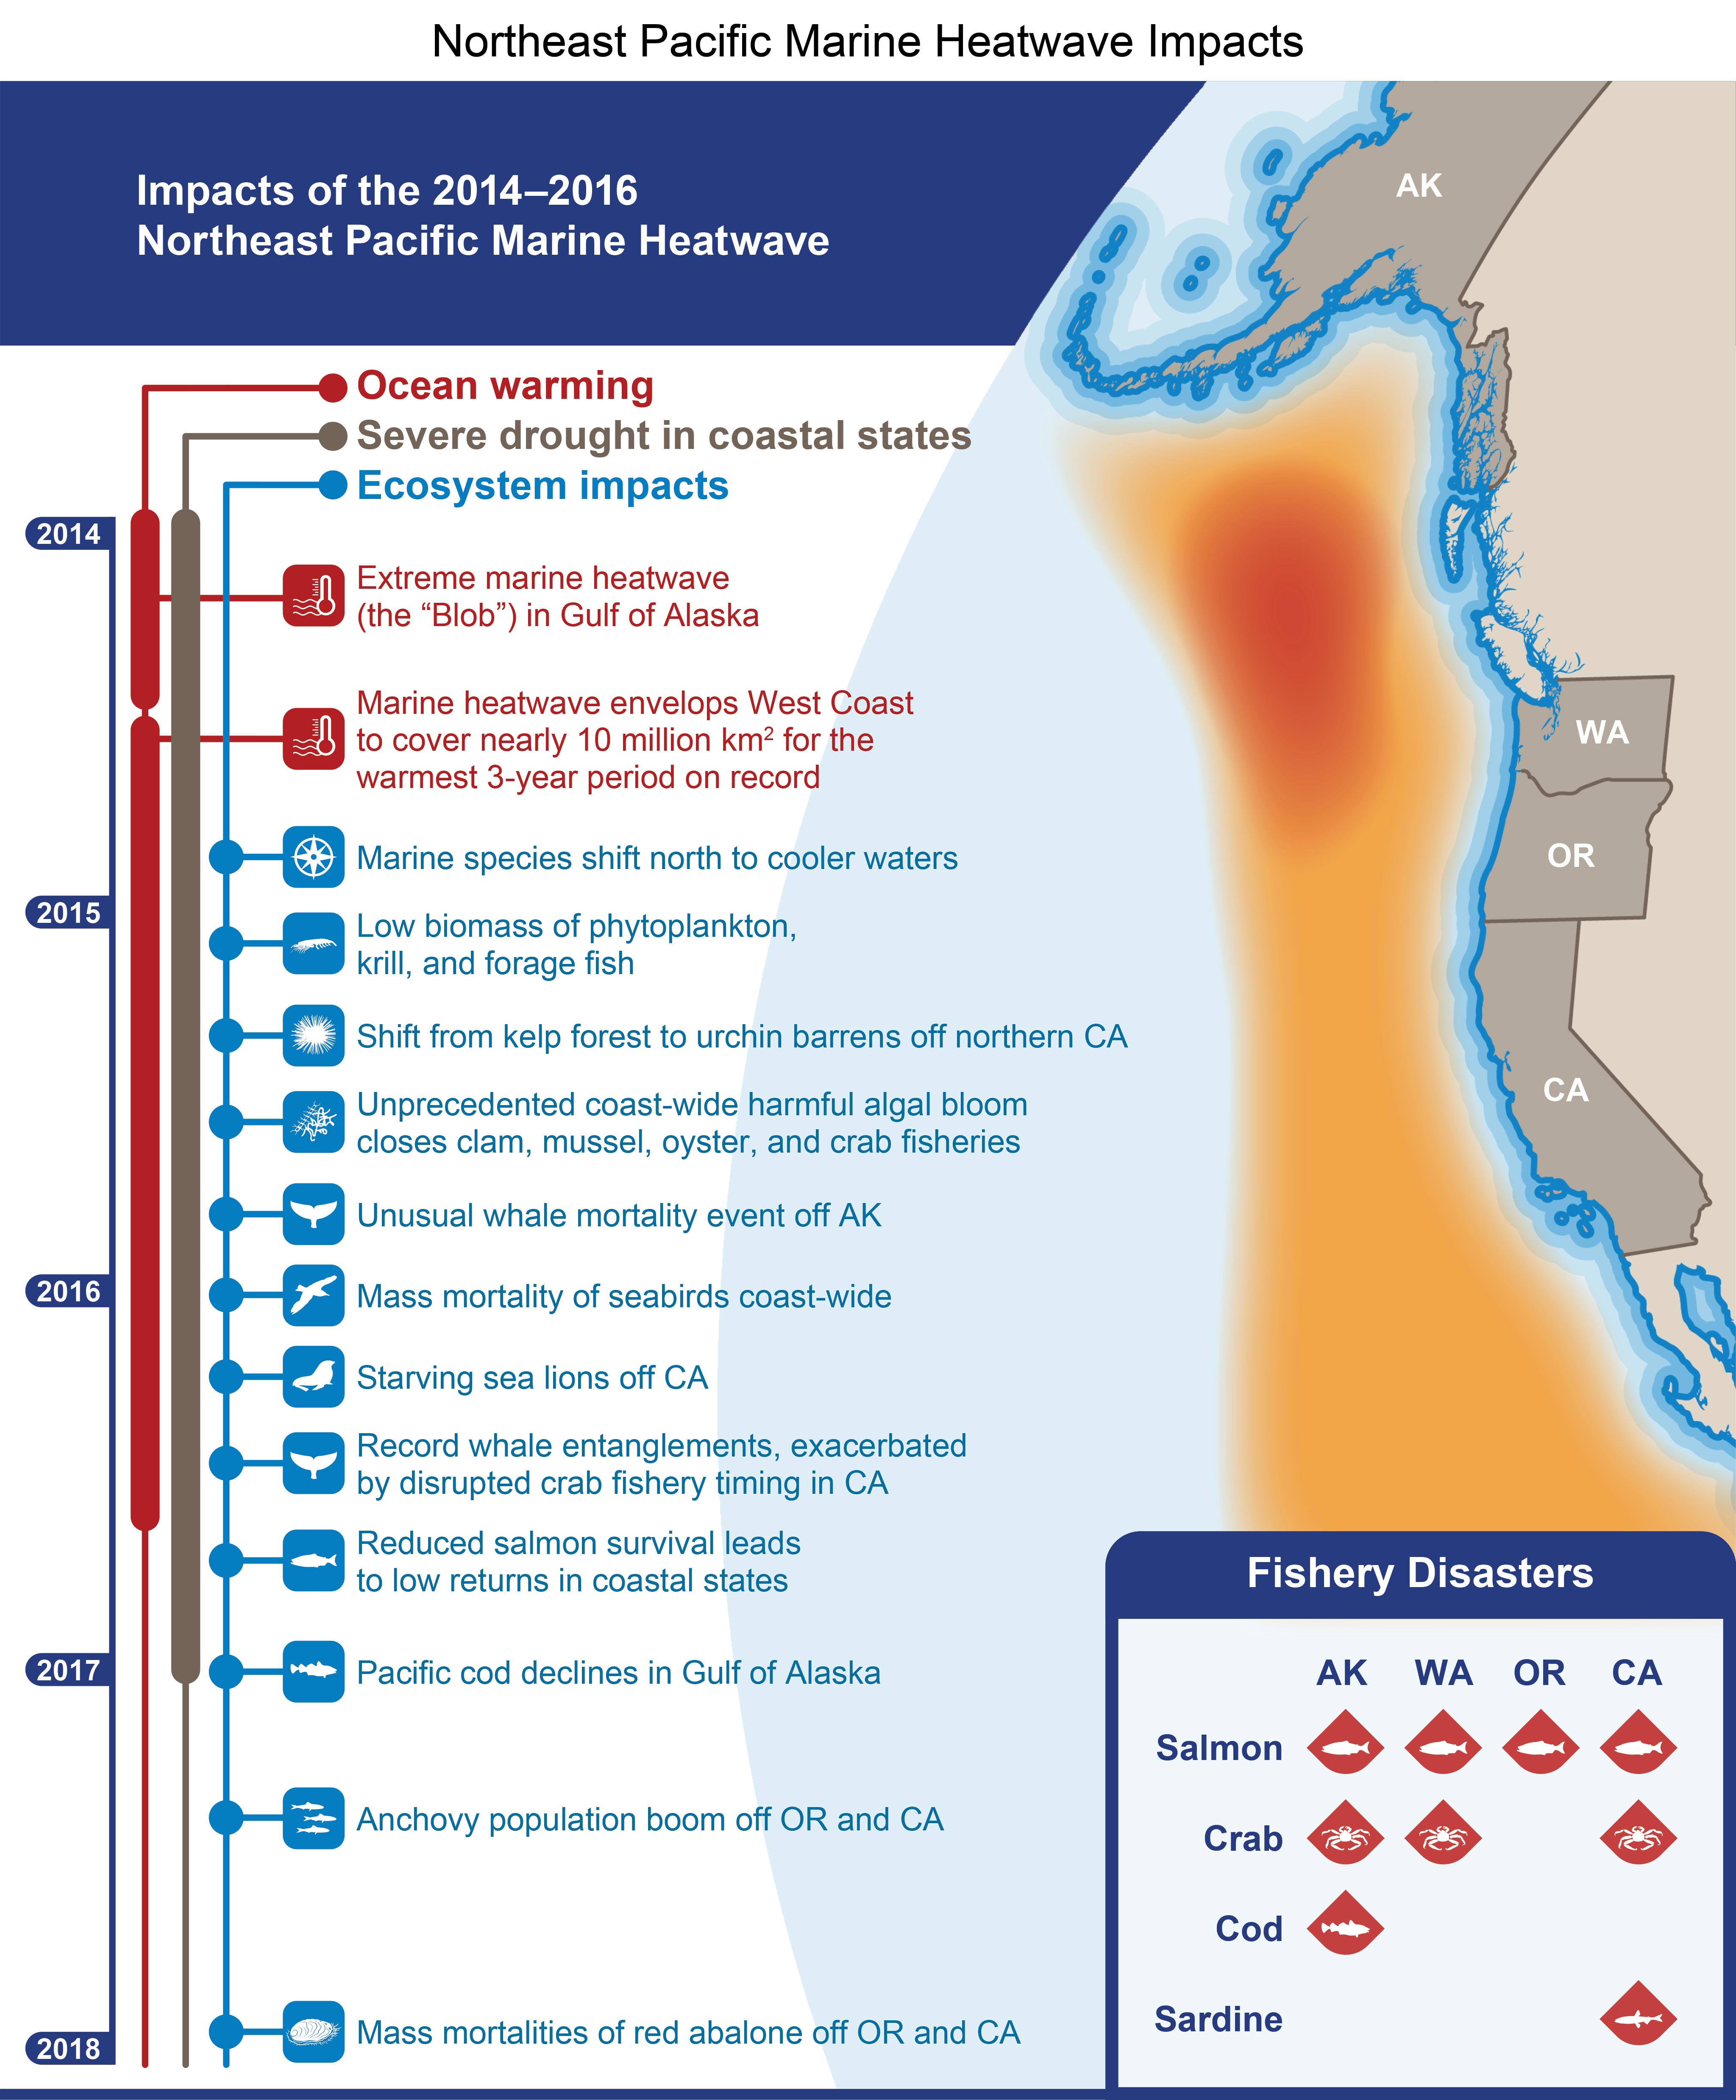 Northeast Pacific Marine Heatwave Impacts
Impacts of the 2014–2016
Northeast Pacific Marine Heatwave
AK
Ocean warming
Severe drought in coastal states
Ecosystem impacts
2014
Extreme marine heatwave
(the “Blob”) in Gulf of Alaska
Marine heatwave envelops West Coast
to cover nearly 10 million km² for the
warmest 3-year period on record
WA
Marine species shift north to cooler waters
OR
2015
Low biomass of phytoplankton,
krill, and forage fish
Shift from kelp forest to urchin barrens off northern CA
CA
Unprecedented coast-wide harmful algal bloom
closes clam, mussel, oyster, and crab fisheries
Unusual whale mortality event off AK
2016
Mass mortality of seabirds coast-wide
Starving sea lions off CA
Record whale entanglements, exacerbated
by disrupted crab fishery timing in CA
Reduced salmon survival leads
to low returns in coastal states
2017
Pacific cod declines in Gulf of Alaska
Anchovy population boom off OR and CA
Mass mortalities of red abalone off OR and CA
2018
Fishery Disasters
AK WA OR CA
Salmon
Crab
Cod
Sardine